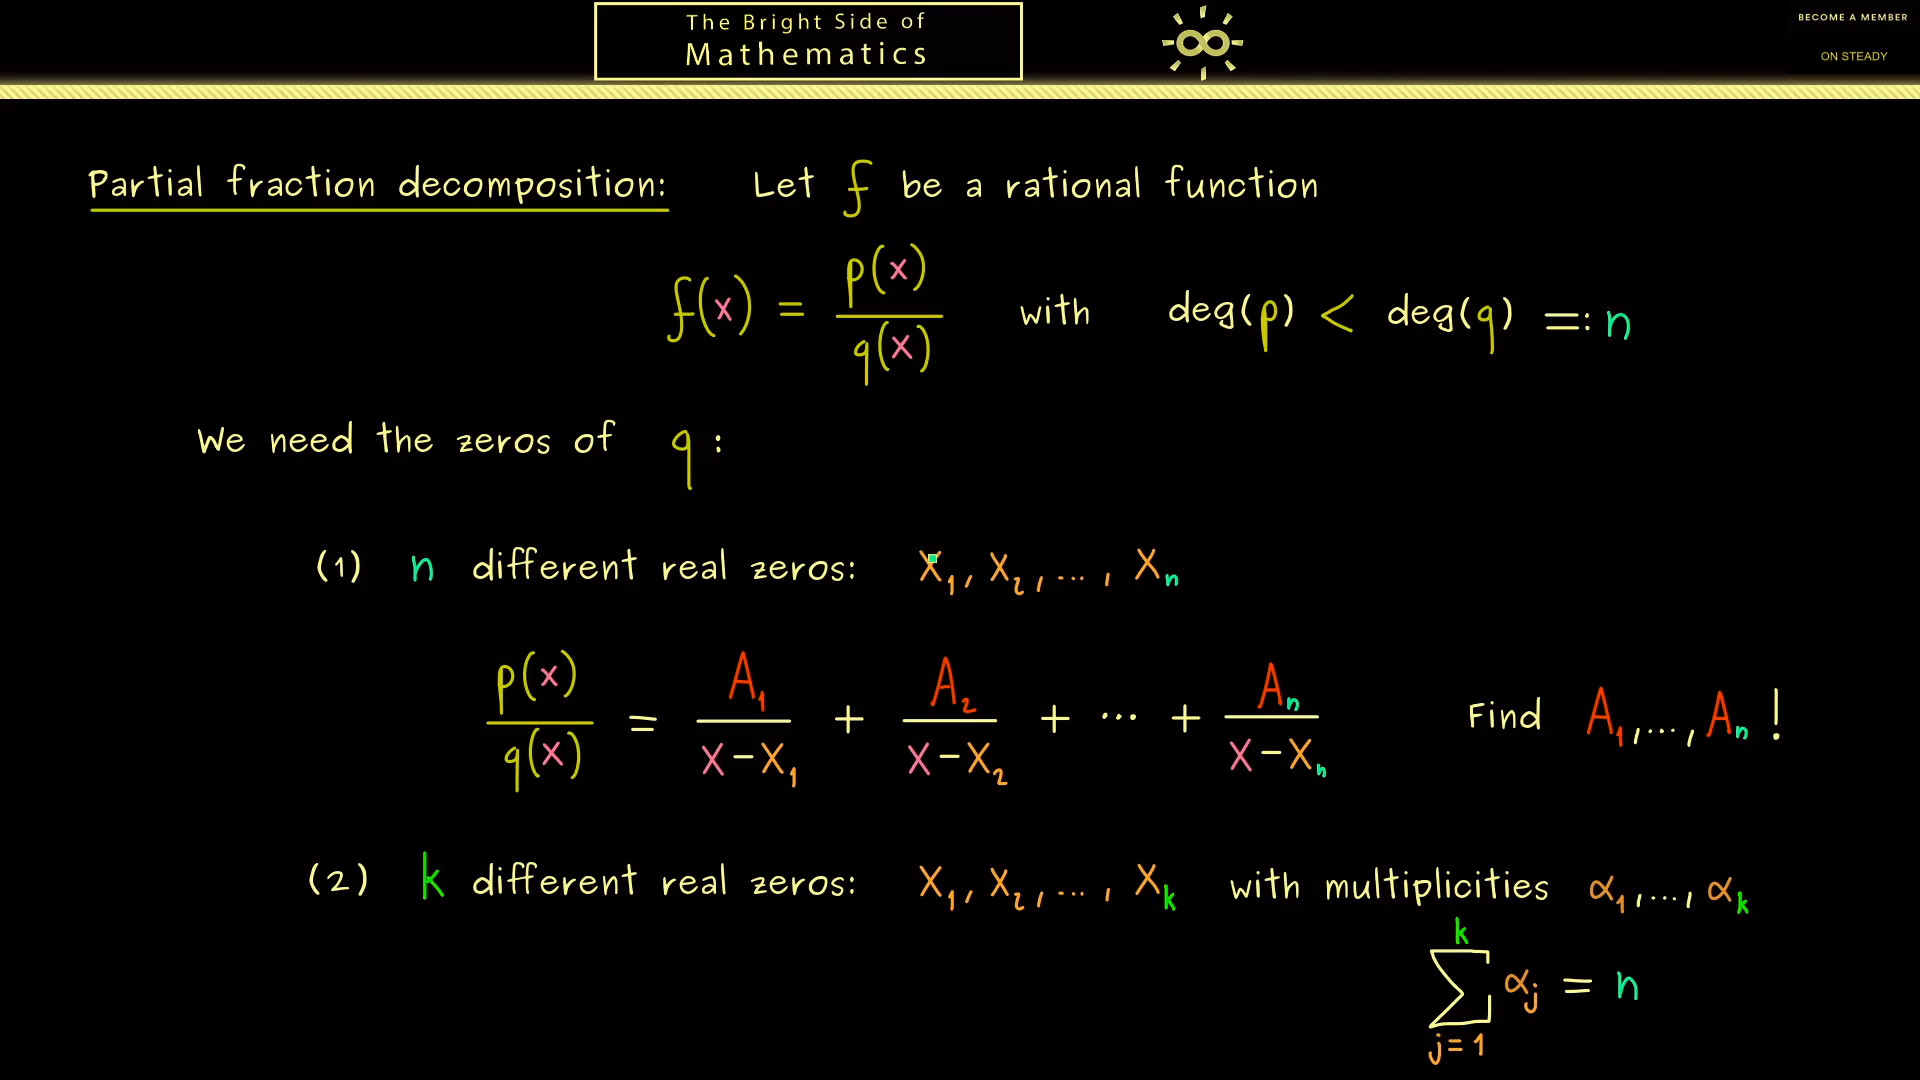 The Bright Side of
Mathematics
BECOME A MEMBER
ON STEADY
Partial fraction decomposition: Let f be a rational function
f(x) = p(x)/q(x) with deg(p) < deg(q) =: n
We need the zeros of q:
(1) n different real zeros: x₁, x₂, ..., xₙ
p(x)/q(x) = A₁/(x-x₁) + A₂/(x-x₂) + ... + Aₙ/(x-xₙ) Find A₁, ..., Aₙ!
(2) k different real zeros: x₁, x₂, ..., xₖ with multiplicities α₁, ..., αₖ
∑_{j=1}^{k} αⱼ = n